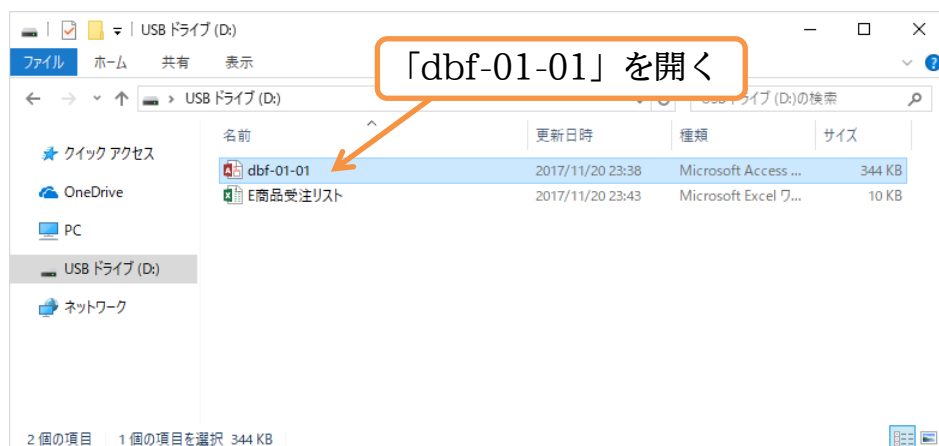 USB ドライブ (D:)
ファイル ホーム 共有 表示
「dbf-01-01」を開く
USB ドライブ (D:)
USB ドライブ (D:)の検索
名前 更新日時 種類 サイズ
クイック アクセス
dbf-01-01 2017/11/20 23:38 Microsoft Access ... 344 KB
OneDrive
E商品受注リスト 2017/11/20 23:43 Microsoft Excel ワ... 10 KB
PC
USB ドライブ (D:)
ネットワーク
2 個の項目 1 個の項目を選択 344 KB